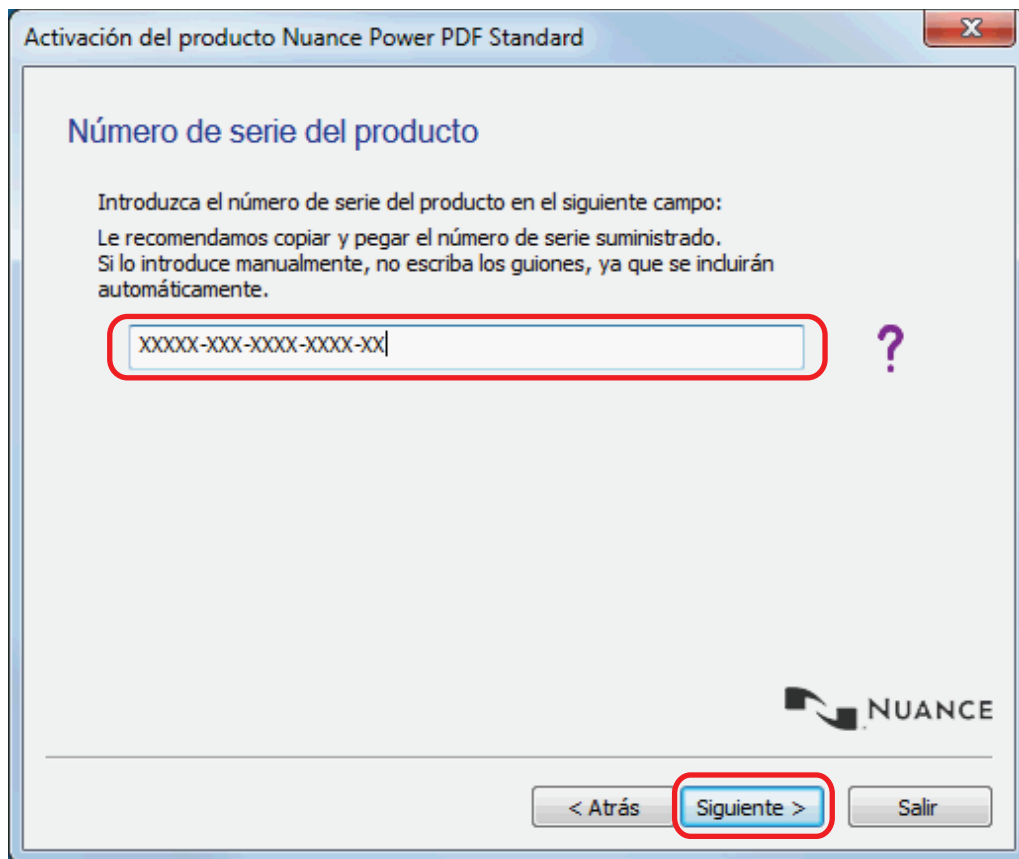 Activación del producto Nuance Power PDF Standard
x
Número de serie del producto
Introduzca el número de serie del producto en el siguiente campo:
Le recomendamos copiar y pegar el número de serie suministrado.
Si lo introduce manualmente, no escriba los guiones, ya que se incluirán
automáticamente.
XXXXX-XXX-XXXX-XXXX-XX
?
NUANCE
< Atrás
Siguiente >
Salir